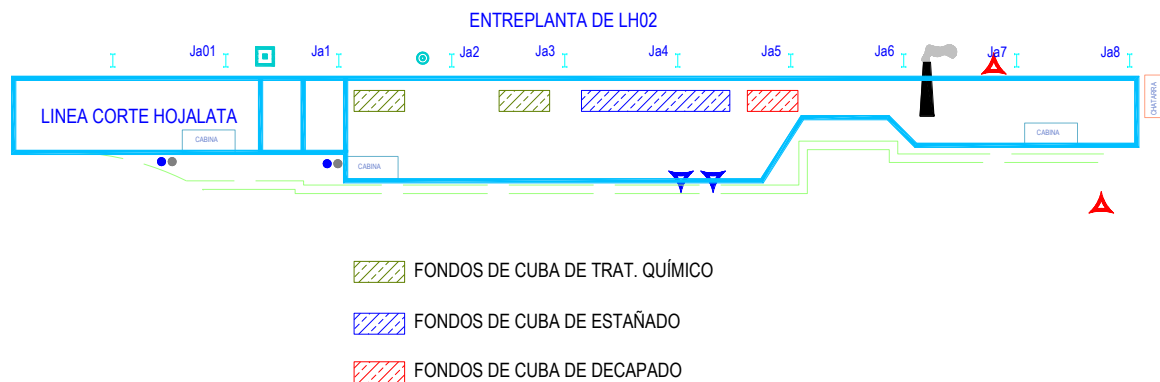 ENTREPLANTA DE LH02
Ja01
Ja1
Ja2
Ja3
Ja4
Ja5
Ja6
Ja7
Ja8
LINEA CORTE HOJALATA
CABINA
CABINA
CABINA
CHATARRA
FONDOS DE CUBA DE TRAT. QUÍMICO
FONDOS DE CUBA DE ESTAÑADO
FONDOS DE CUBA DE DECAPADO